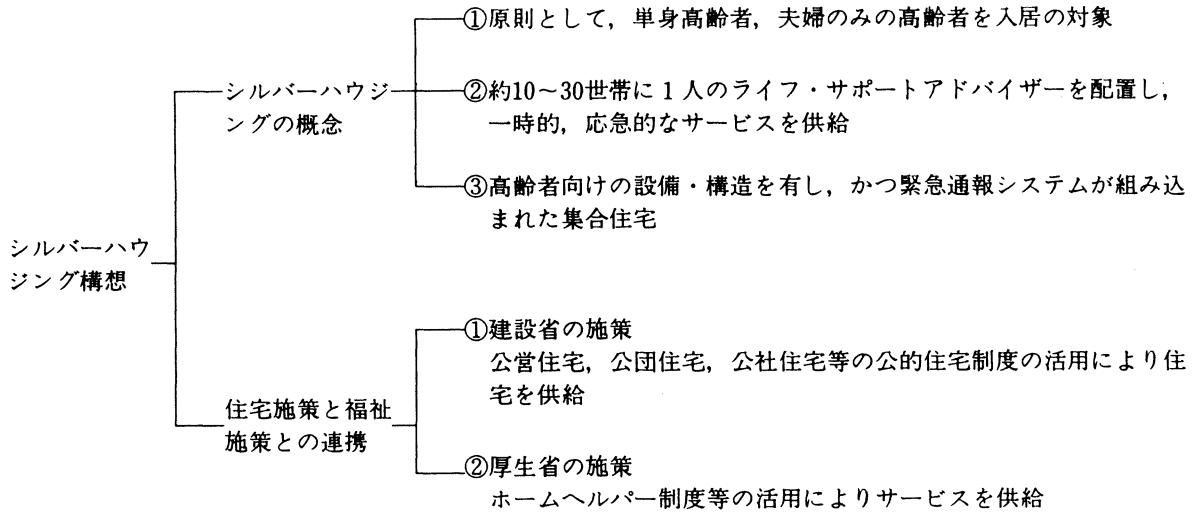 ①原則として，単身高齢者，夫婦のみの高齢者を入居の対象
シルバーハウジ
ングの概念
②約10～30世帯に１人のライフ・サポートアドバイザーを配置し，
一時的，応急的なサービスを供給
③高齢者向けの設備・構造を有し，かつ緊急通報システムが組み込
まれた集合住宅
シルバーハウ
ジング構想
①建設省の施策
公営住宅，公団住宅，公社住宅等の公的住宅制度の活用により住
宅を供給
住宅施策と福祉
施策との連携
②厚生省の施策
ホームヘルパー制度等の活用によりサービスを供給